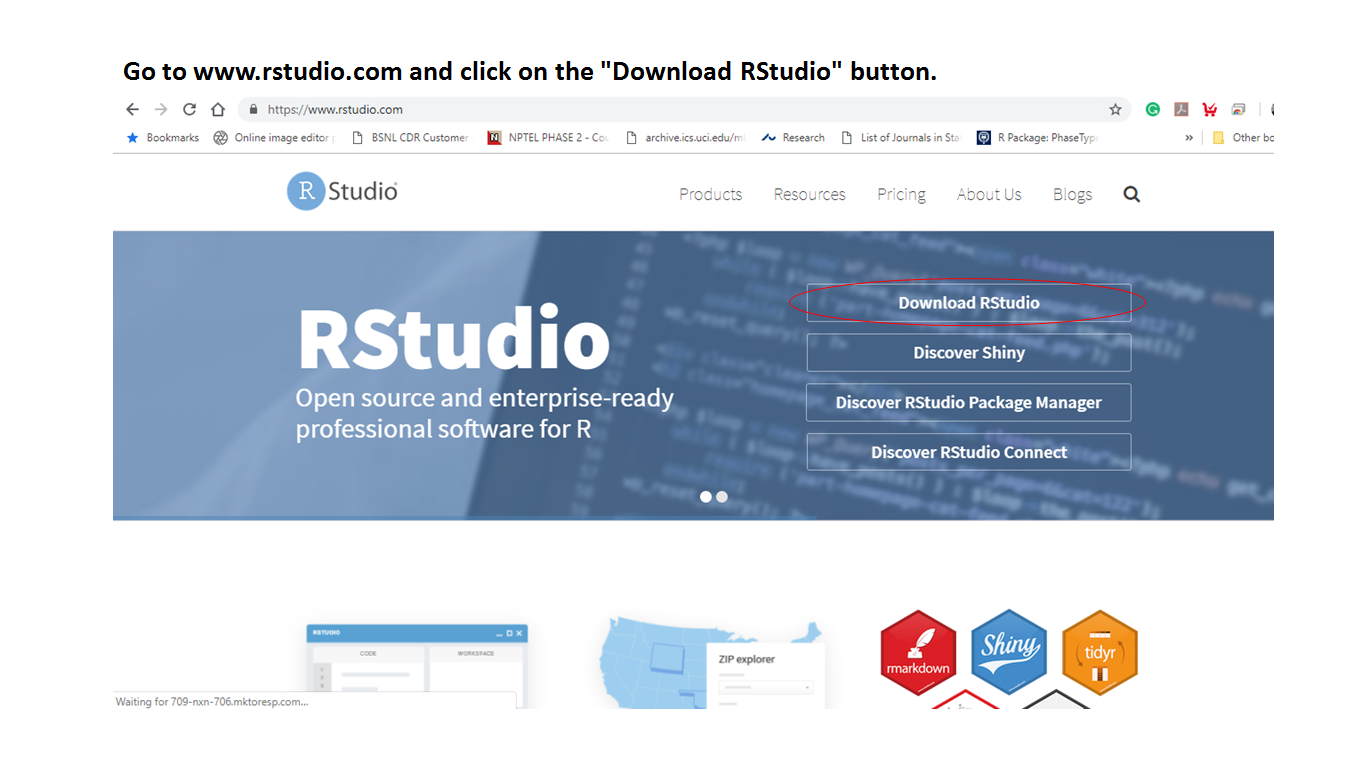 Go to www.rstudio.com and click on the "Download RStudio" button.
https://www.rstudio.com
Bookmarks Online image editor BSNL CDR Customer NPTEL PHASE 2 - Co archive.ics.uci.edu/ml Research List of Journals in Sta R Package: PhaseType » Other bo
R Studio
Products Resources Pricing About Us Blogs
RStudio
Open source and enterprise-ready
professional software for R
Download RStudio
Discover Shiny
Discover RStudio Package Manager
Discover RStudio Connect
RSTUDIO
CODE WORKSPACE
ZIP explorer
rmarkdown
Shiny
tidyr
Waiting for 709-nxn-706.mktoresp.com...